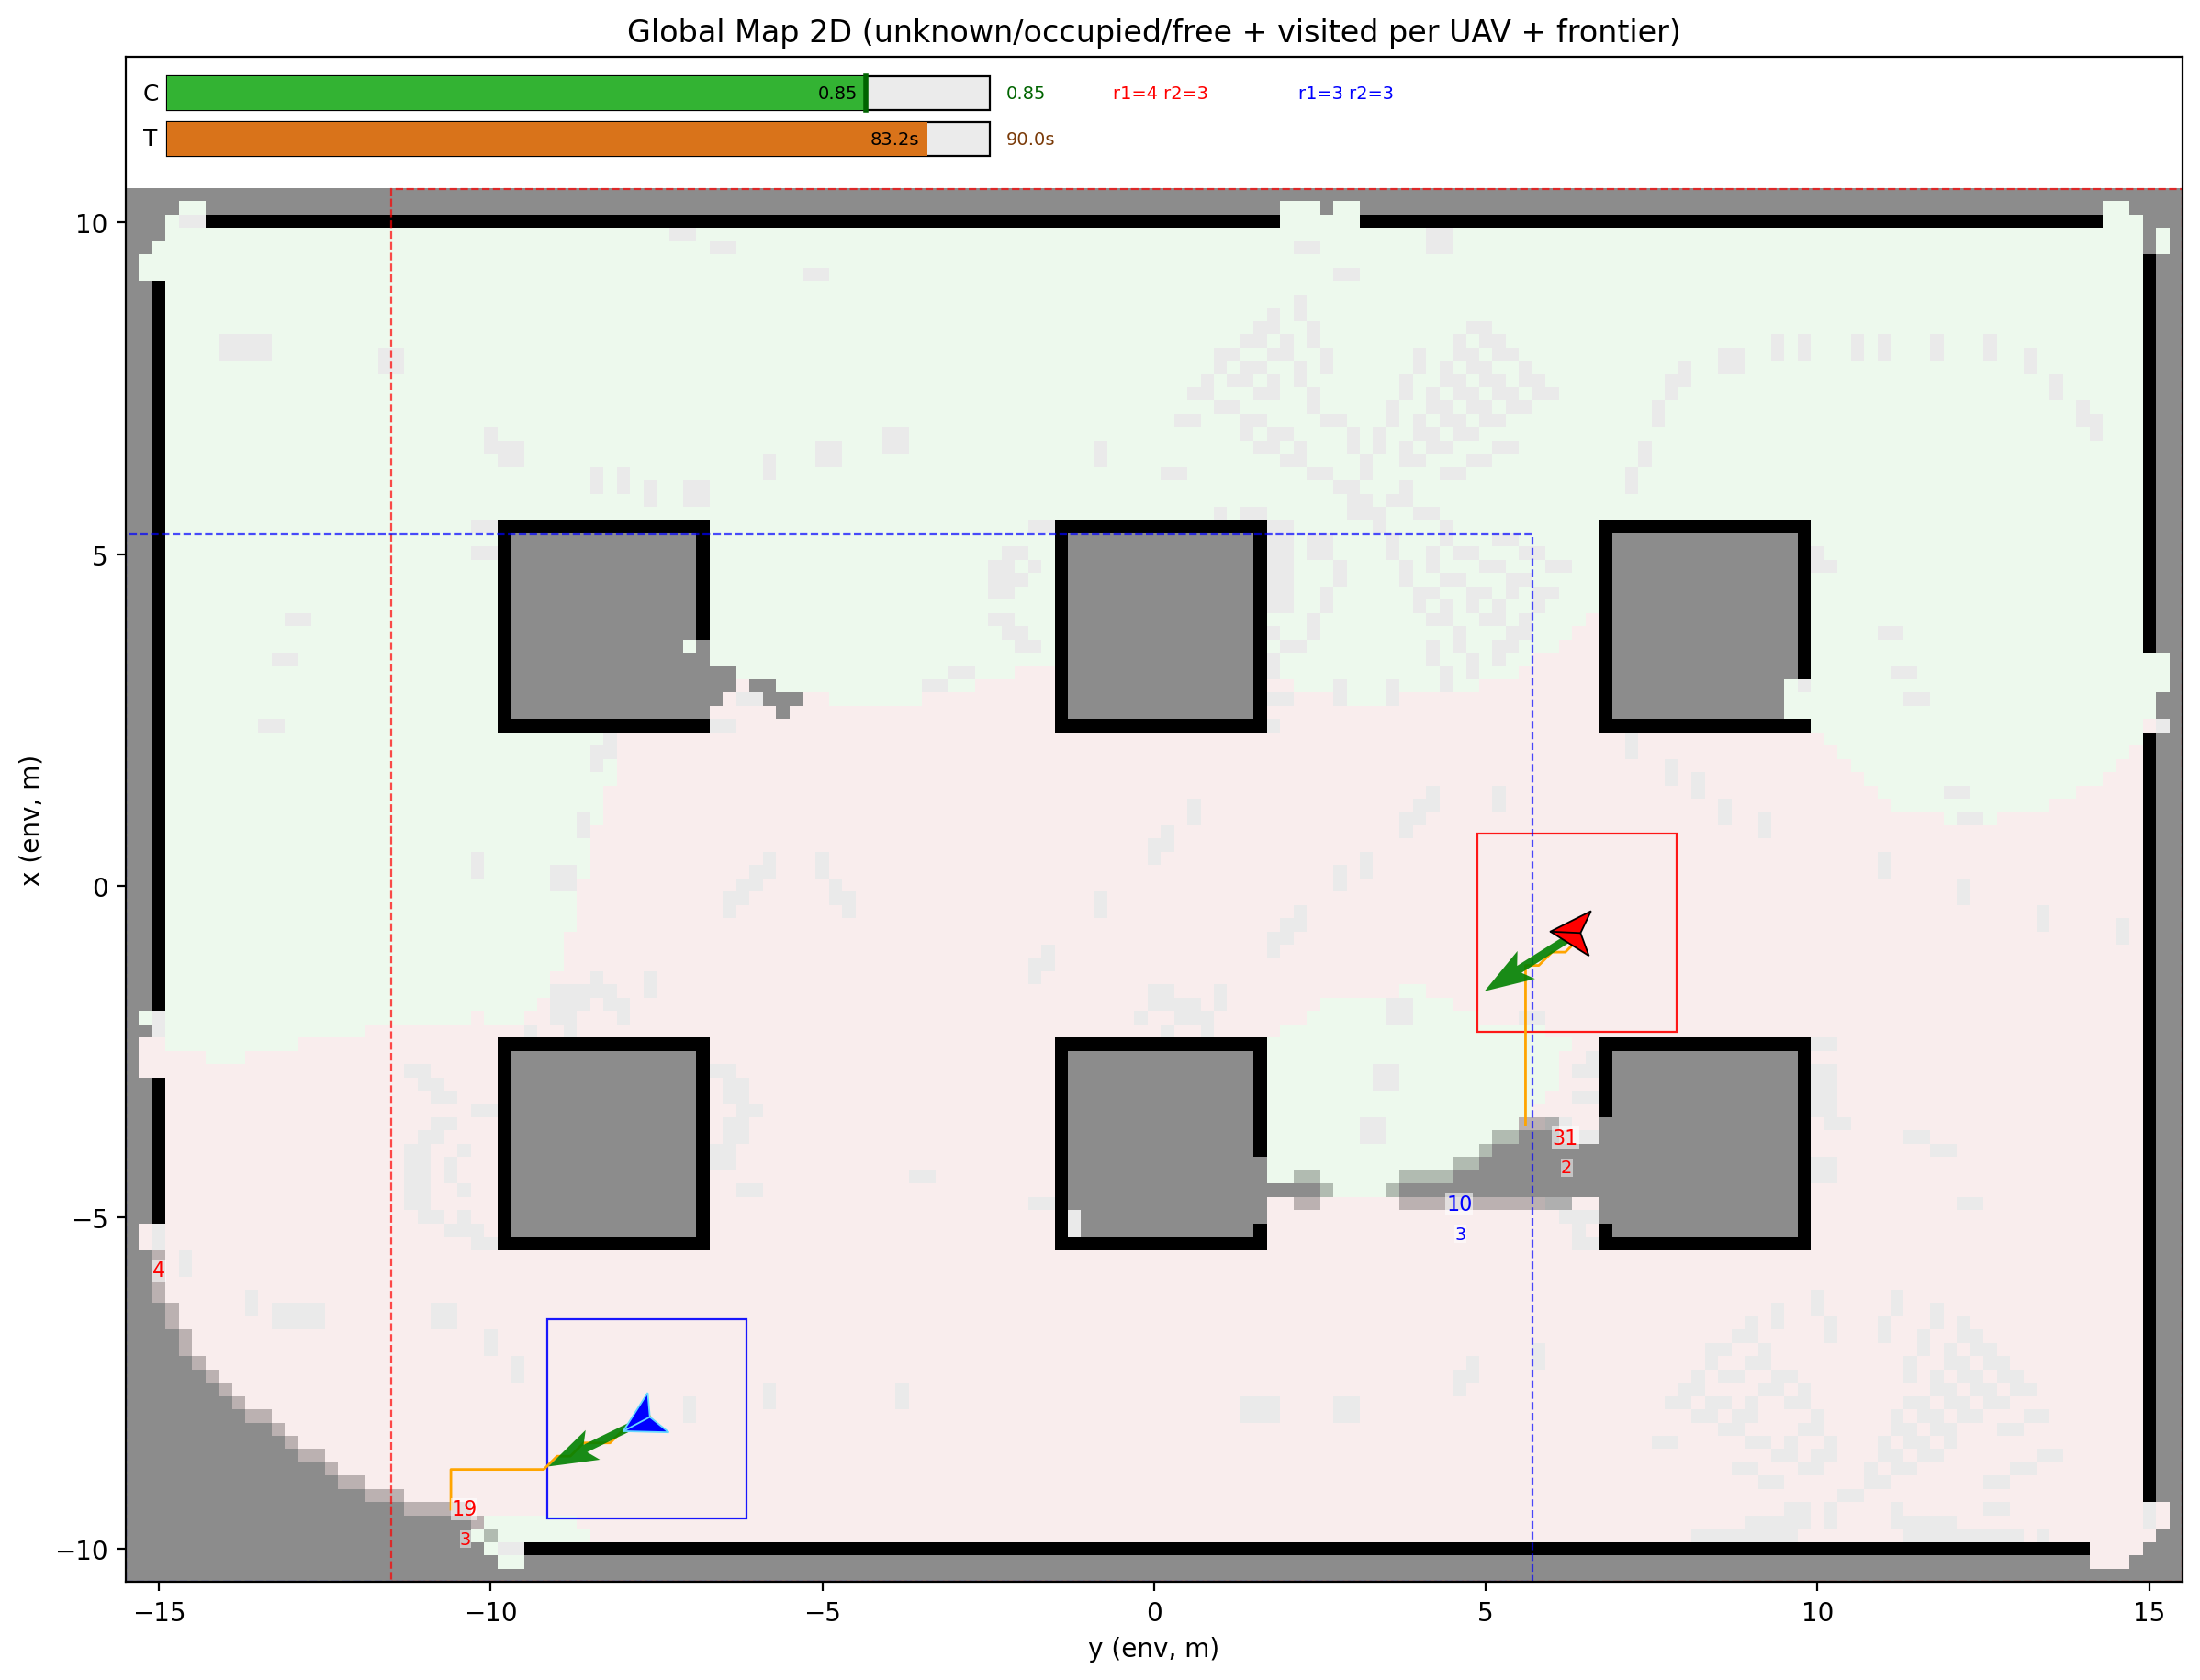 Global Map 2D (unknown/occupied/free + visited per UAV + frontier)
C 0.85 0.85 r1=4 r2=3 r1=3 r2=3
T 83.2s 90.0s
10
5
0
−5
−10
x (env, m)
31
2
10
3
4
19
3
−15 −10 −5 0 5 10 15
y (env, m)